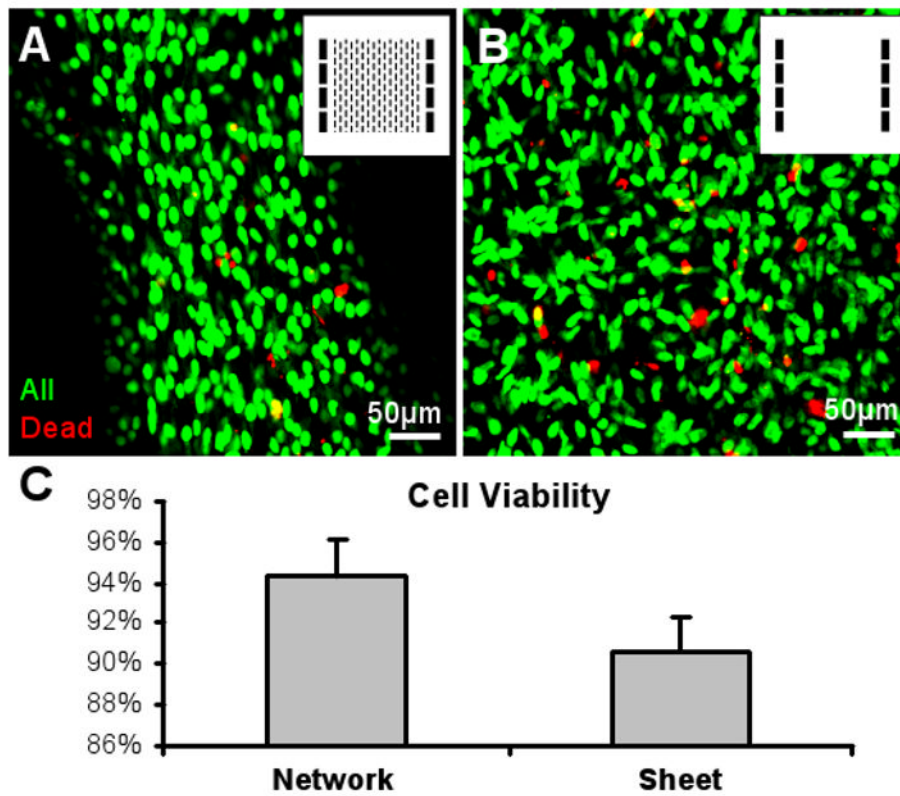 A
B
All
Dead
50µm
50µm
C
Cell Viability
98%
96%
94%
92%
90%
88%
86%
Network
Sheet